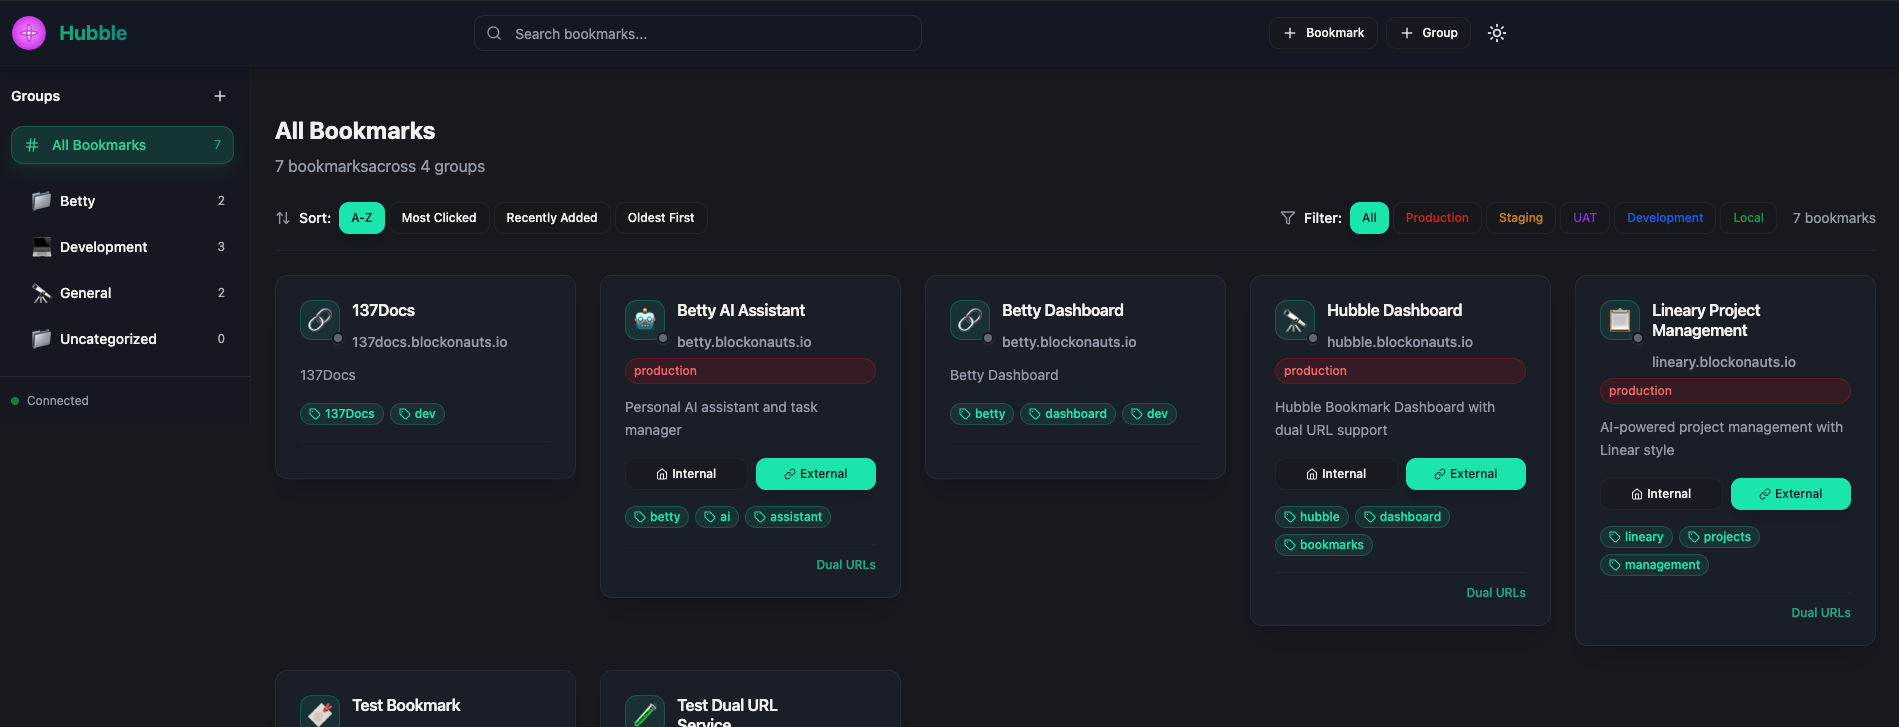 Hubble
Search bookmarks...
Bookmark
Group
Groups
All Bookmarks 7
Betty 2
Development 3
General 2
Uncategorized 0
Connected
All Bookmarks
7 bookmarksacross 4 groups
Sort: A-Z Most Clicked Recently Added Oldest First
Filter: All Production Staging UAT Development Local 7 bookmarks
137Docs
137docs.blockonauts.io
137Docs
137Docs dev
Betty AI Assistant
betty.blockonauts.io
production
Personal AI assistant and task
manager
Internal External
betty ai assistant
Dual URLs
Betty Dashboard
betty.blockonauts.io
Betty Dashboard
betty dashboard dev
Hubble Dashboard
hubble.blockonauts.io
production
Hubble Bookmark Dashboard with
dual URL support
Internal External
hubble dashboard
bookmarks
Dual URLs
Lineary Project
Management
lineary.blockonauts.io
production
AI-powered project management with
Linear style
Internal External
lineary projects
management
Dual URLs
Test Bookmark
Test Dual URL
Service